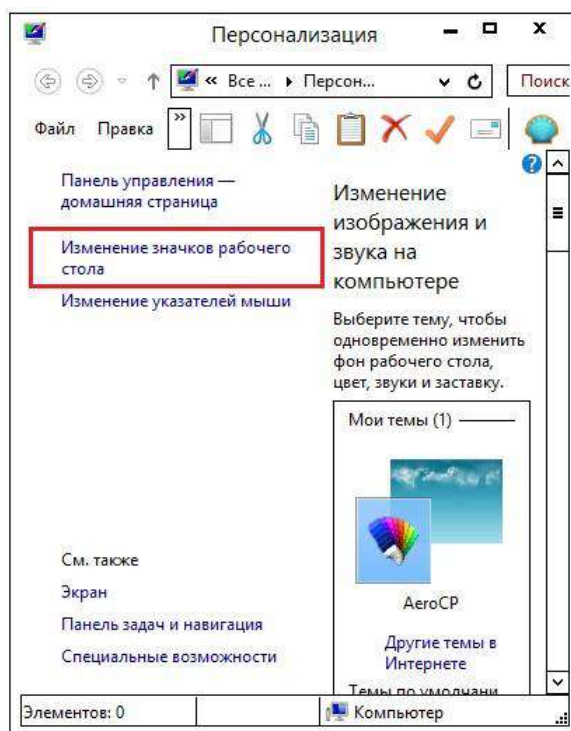 Персонализация
« Все ... Персон...
Поиск
Файл Правка »
Панель управления —
домашняя страница
Изменение значков рабочего
стола
Изменение указателей мыши
См. также
Экран
Панель задач и навигация
Специальные возможности
Изменение
изображения и
звука на
компьютере
Выберите тему, чтобы
одновременно изменить
фон рабочего стола,
цвет, звуки и заставку.
Мои темы (1)
AeroCP
Другие темы в
Интернете
Темы по умолчани
Элементов: 0
Компьютер